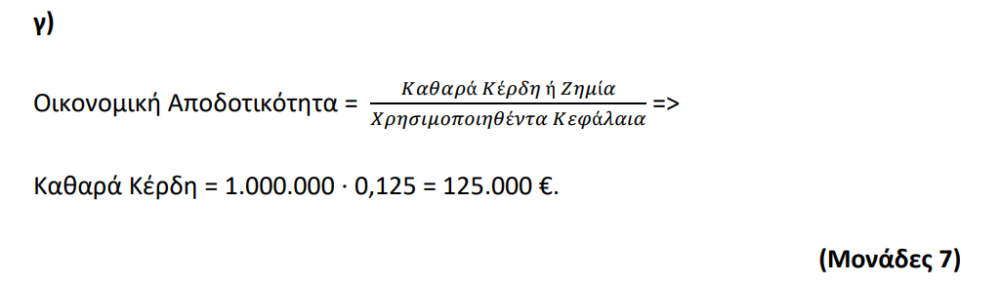 γ)
Οικονομική Αποδοτικότητα = Καθαρά Κέρδη ή Ζημία / Χρησιμοποιηθέντα Κεφάλαια =>
Καθαρά Κέρδη = 1.000.000 · 0,125 = 125.000 €.
(Μονάδες 7)